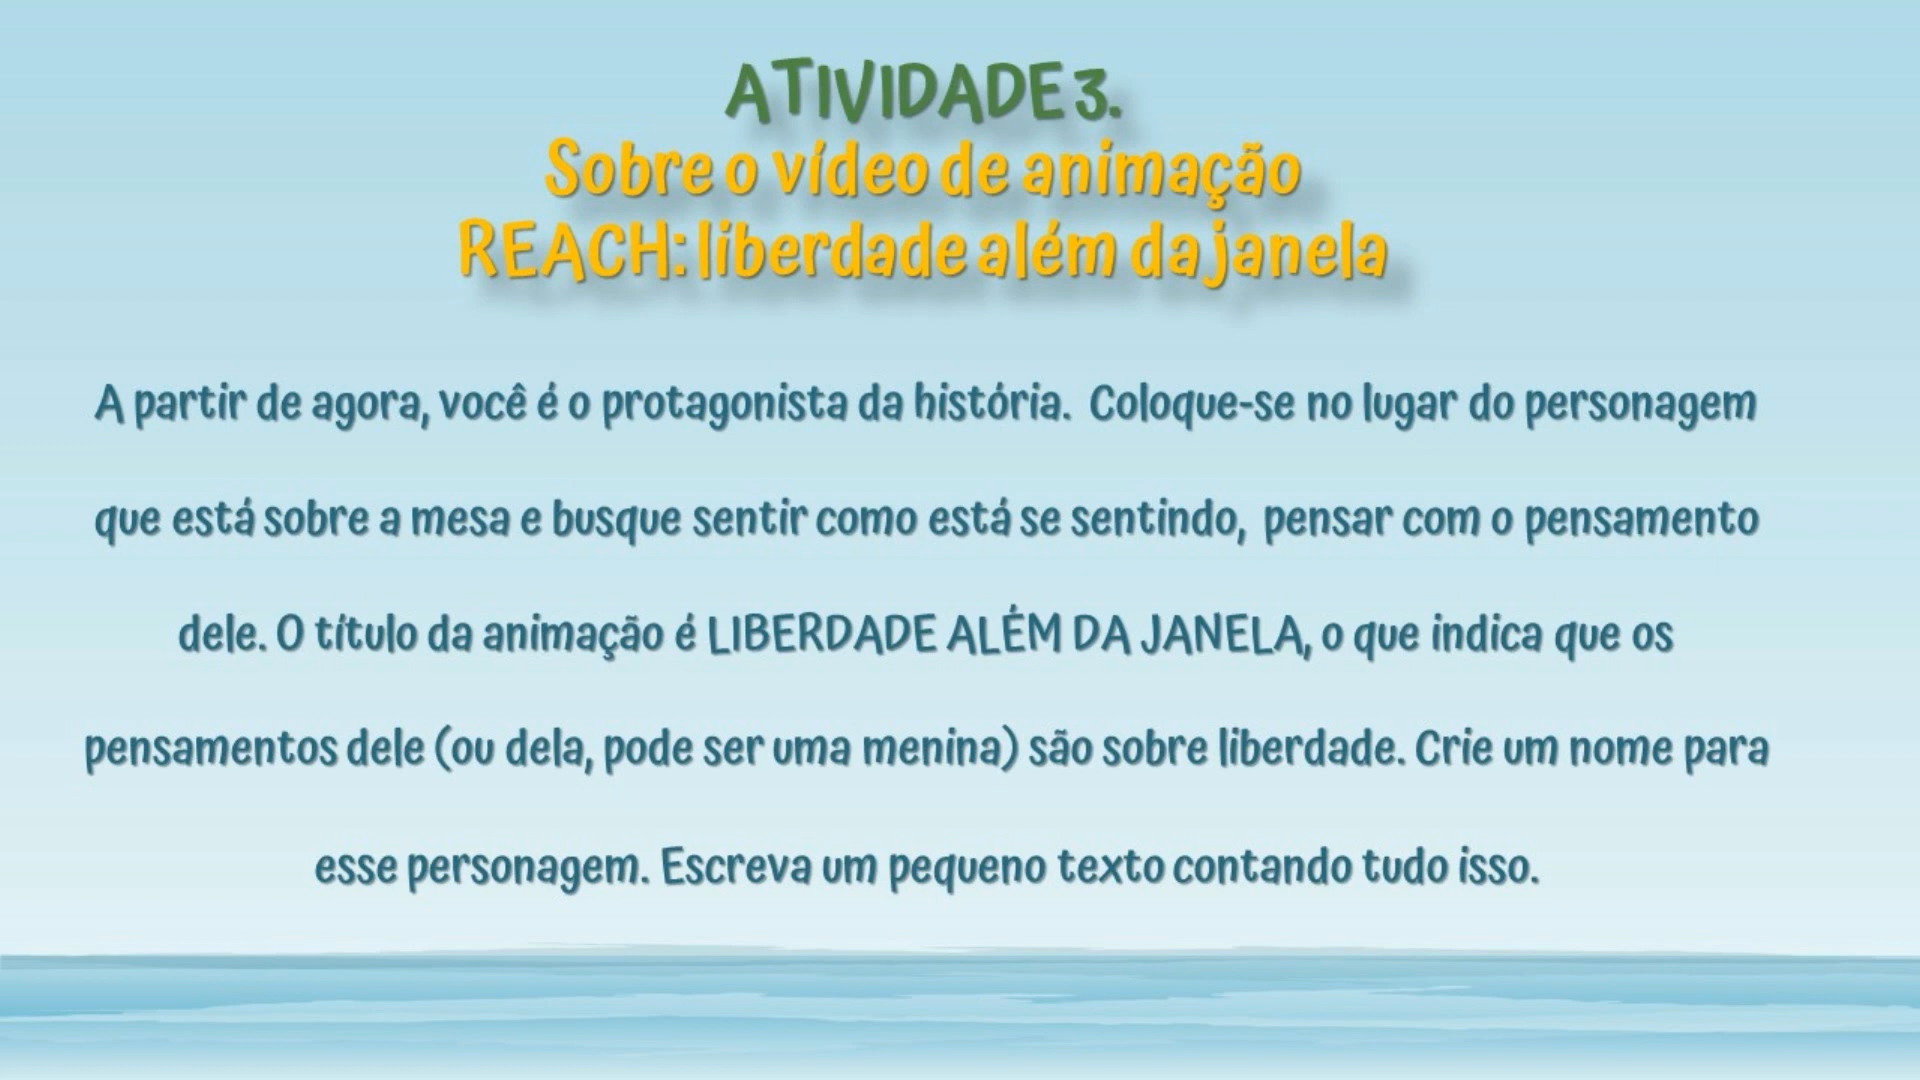 ATIVIDADE 3.
Sobre o vídeo de animação
REACH: liberdade além da janela
A partir de agora, você é o protagonista da história. Coloque-se no lugar do personagem
que está sobre a mesa e busque sentir como está se sentindo, pensar com o pensamento
dele. O título da animação é LIBERDADE ALÉM DA JANELA, o que indica que os
pensamentos dele (ou dela, pode ser uma menina) são sobre liberdade. Crie um nome para
esse personagem. Escreva um pequeno texto contando tudo isso.